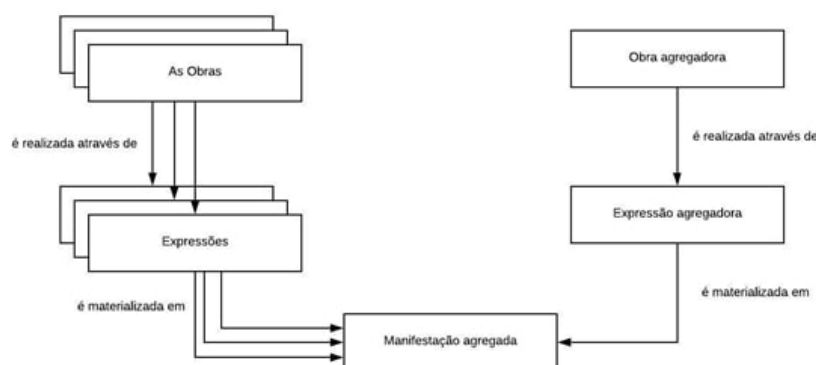 As Obras
Obra agregadora
é realizada através de
é realizada através de
Expressões
Expressão agregadora
é materializada em
é materializada em
Manifestação agregada